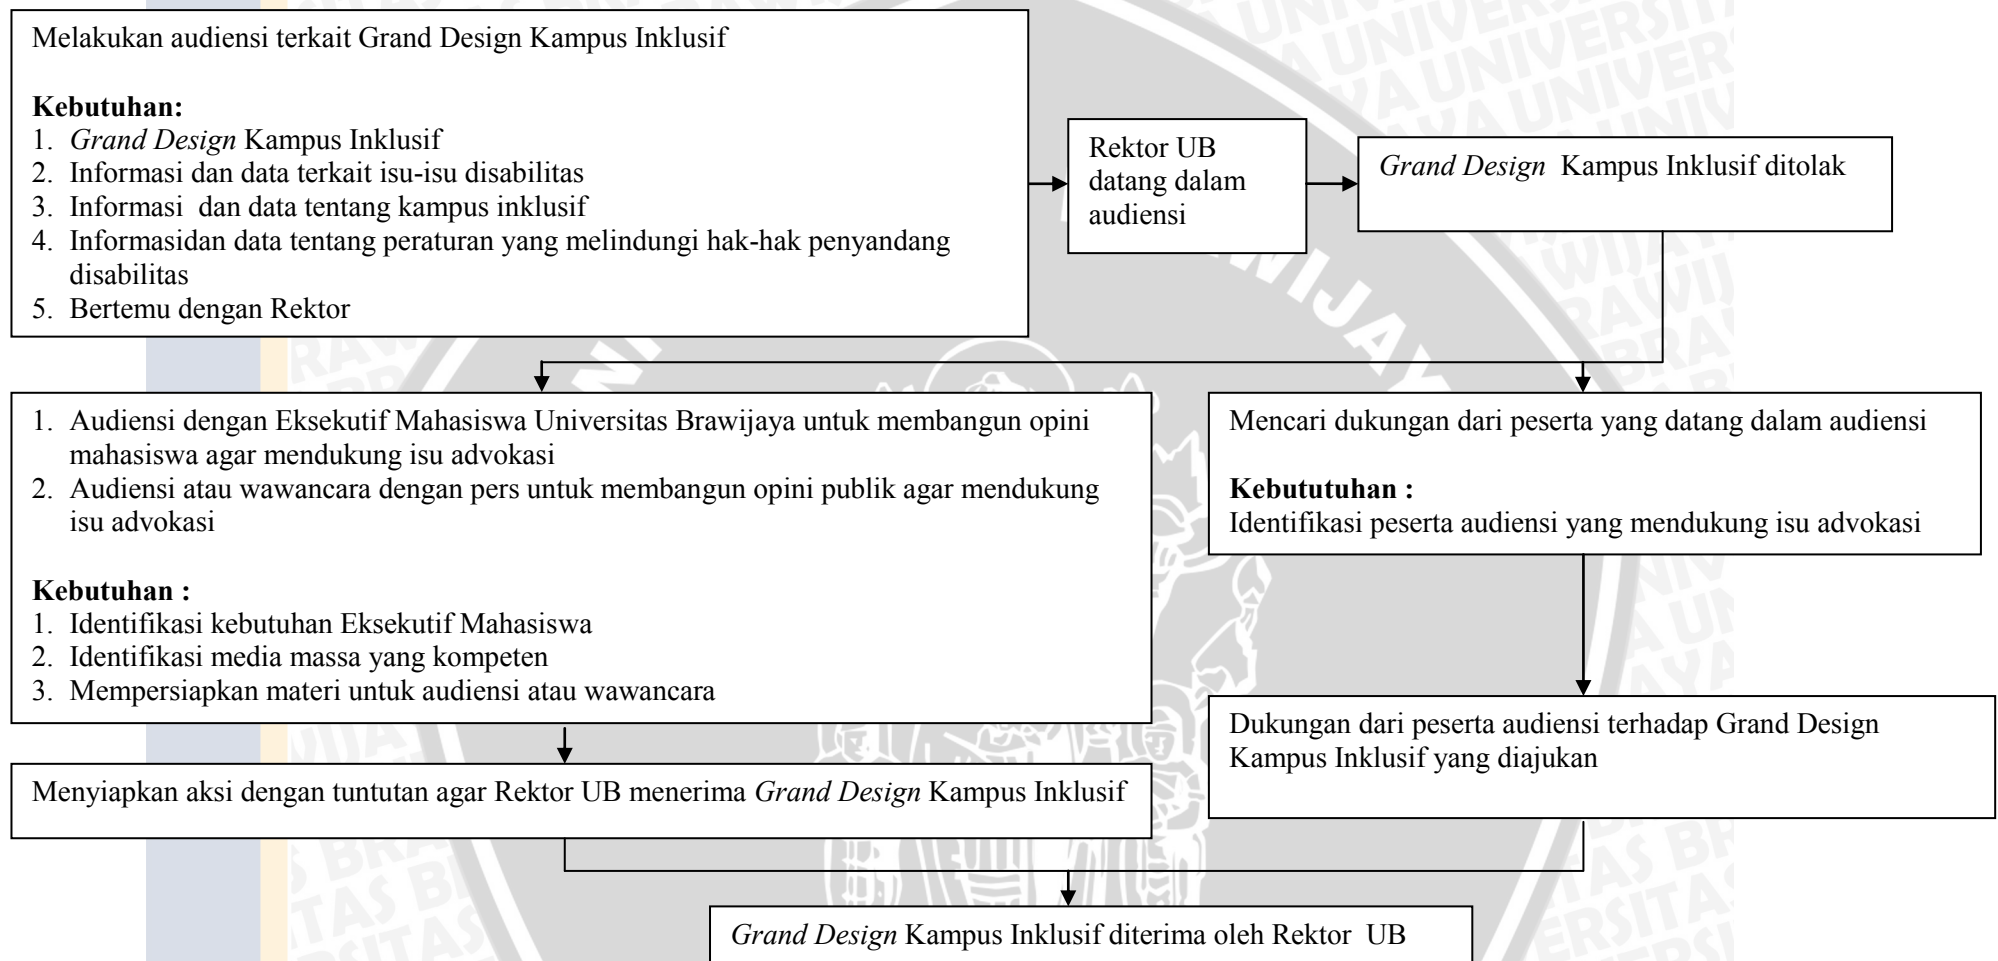 Melakukan audiensi terkait Grand Design Kampus Inklusif
Kebutuhan:
1. Grand Design Kampus Inklusif
2. Informasi dan data terkait isu-isu disabilitas
3. Informasi dan data tentang kampus inklusif
4. Informasidan data tentang peraturan yang melindungi hak-hak penyandang
disabilitas
5. Bertemu dengan Rektor
Rektor UB
datang dalam
audiensi
Grand Design Kampus Inklusif ditolak
1. Audiensi dengan Eksekutif Mahasiswa Universitas Brawijaya untuk membangun opini
mahasiswa agar mendukung isu advokasi
2. Audiensi atau wawancara dengan pers untuk membangun opini publik agar mendukung
isu advokasi
Kebutuhan :
1. Identifikasi kebutuhan Eksekutif Mahasiswa
2. Identifikasi media massa yang kompeten
3. Mempersiapkan materi untuk audiensi atau wawancara
Mencari dukungan dari peserta yang datang dalam audiensi
Kebututuhan :
Identifikasi peserta audiensi yang mendukung isu advokasi
Menyiapkan aksi dengan tuntutan agar Rektor UB menerima Grand Design Kampus Inklusif
Dukungan dari peserta audiensi terhadap Grand Design
Kampus Inklusif yang diajukan
Grand Design Kampus Inklusif diterima oleh Rektor UB